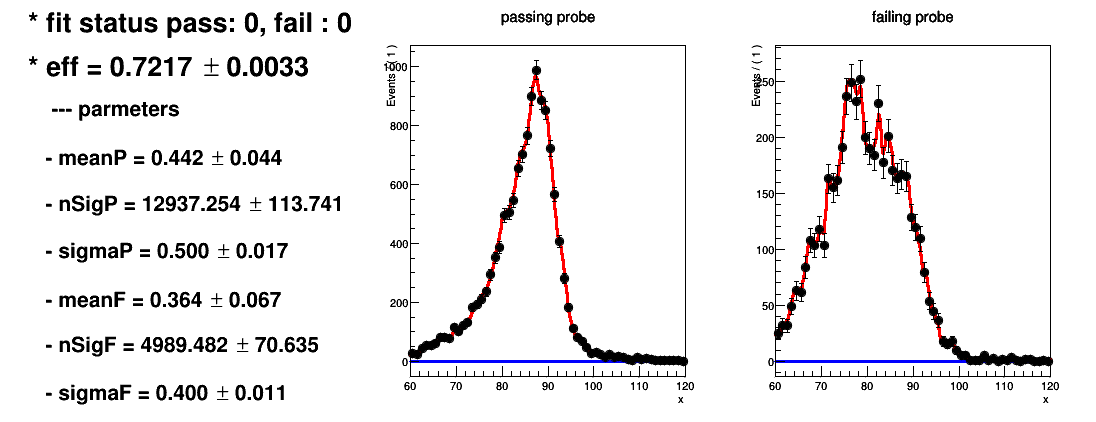 * fit status pass: 0, fail : 0
* eff = 0.7217 ± 0.0033
--- parmeters
- meanP = 0.442 ± 0.044
- nSigP = 12937.254 ± 113.741
- sigmaP = 0.500 ± 0.017
- meanF = 0.364 ± 0.067
- nSigF = 4989.482 ± 70.635
- sigmaF = 0.400 ± 0.011
passing probe
Events / ( 1 )
1000
800
600
400
200
0
60 70 80 90 100 110 120
x
failing probe
Events / ( 1 )
250
200
150
100
50
0
60 70 80 90 100 110 120
x